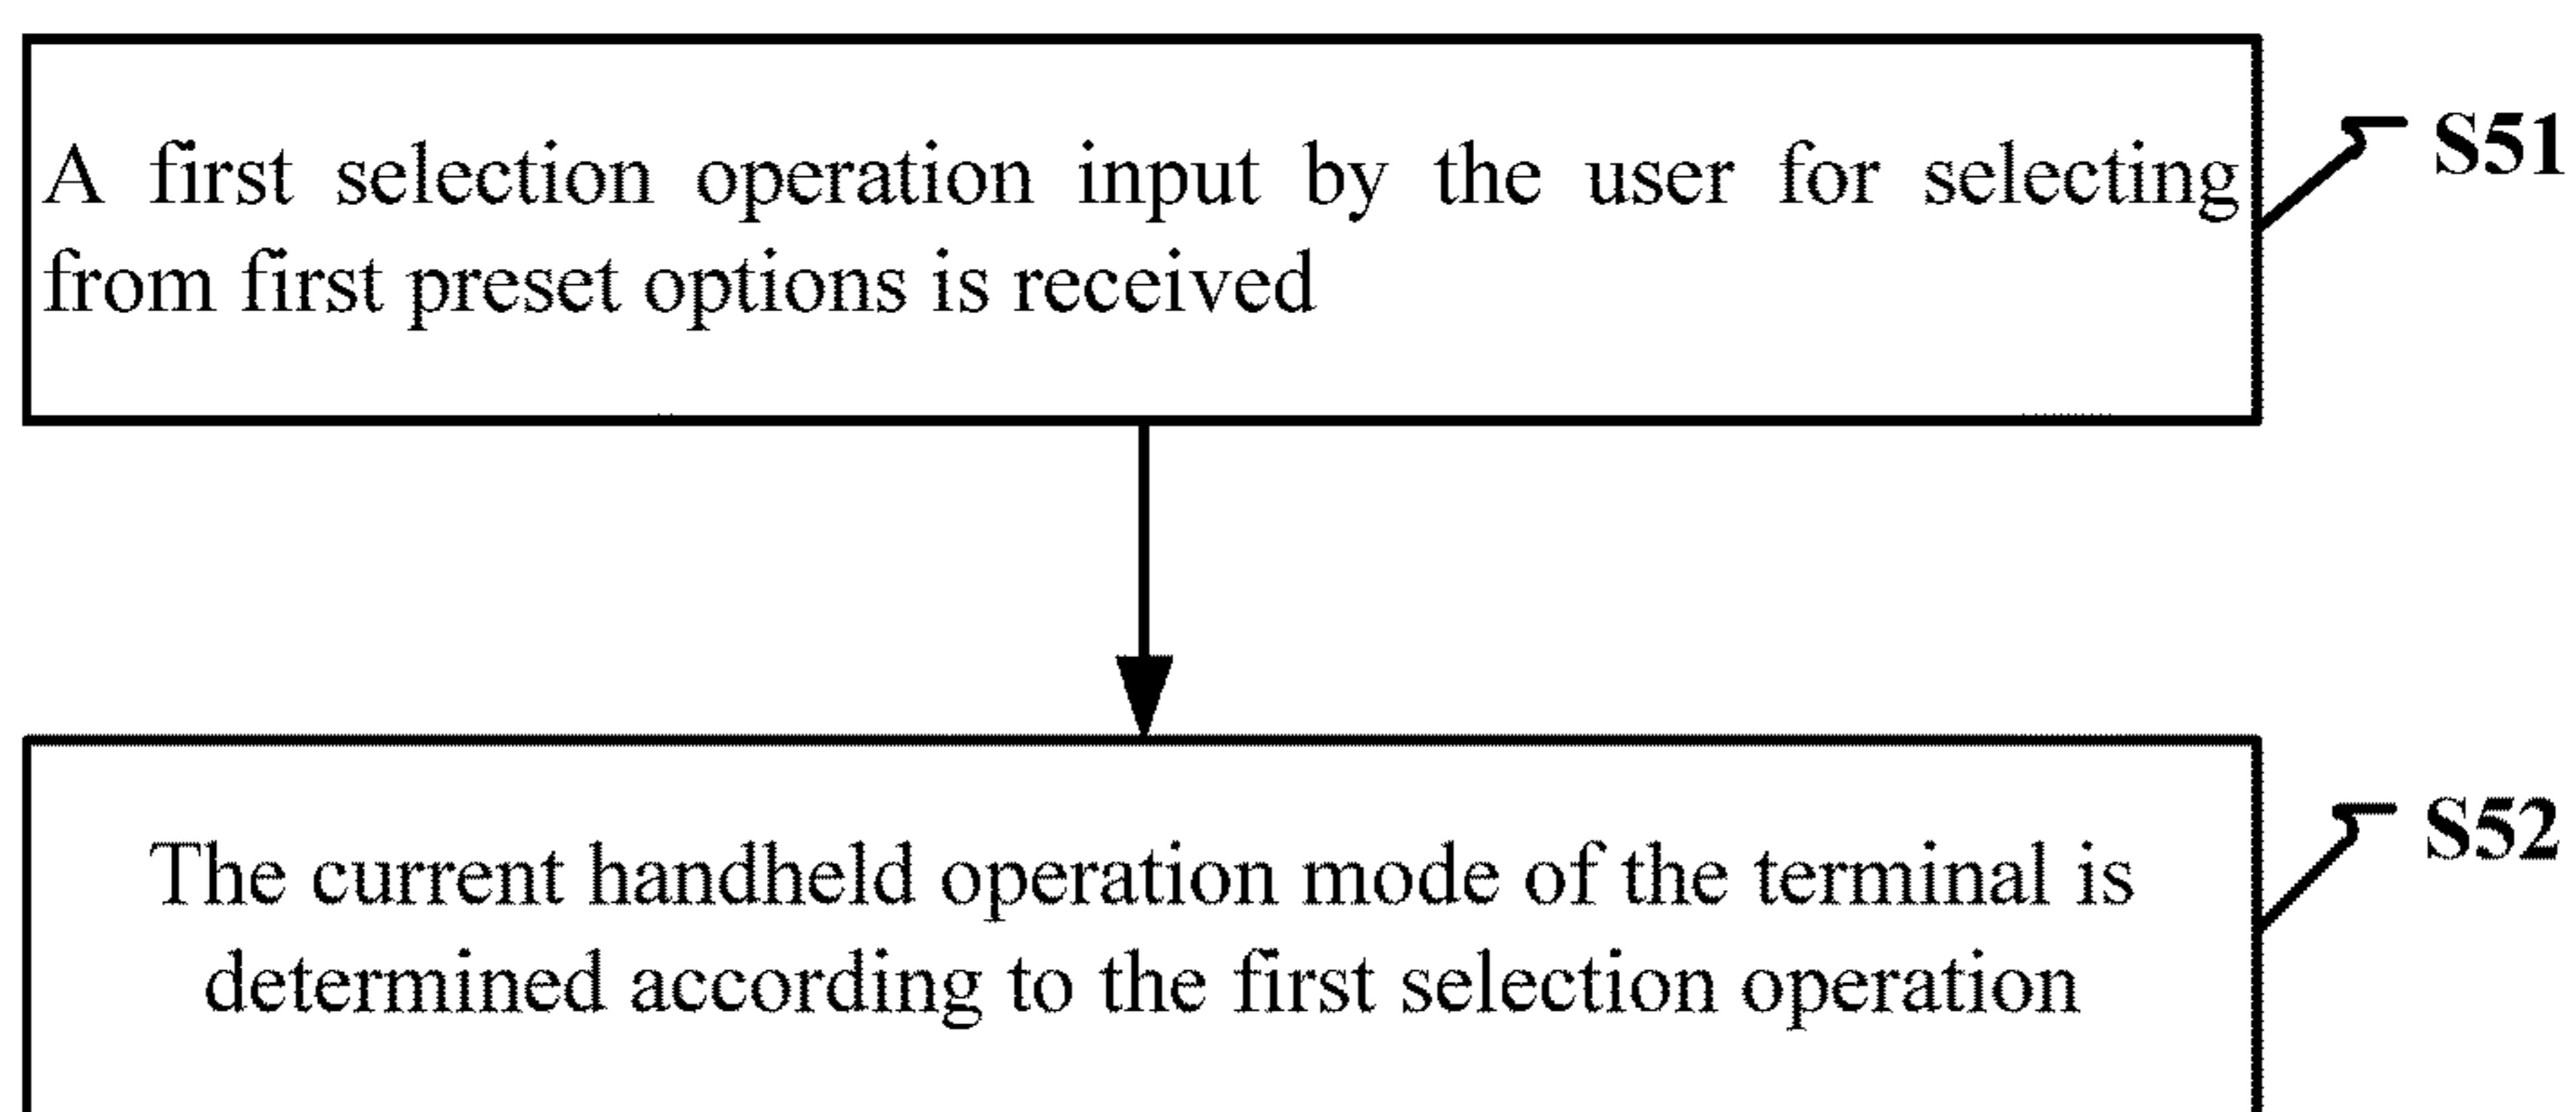 A first selection operation input by the user for selecting
from first preset options is received
S51
The current handheld operation mode of the terminal is
determined according to the first selection operation
S52